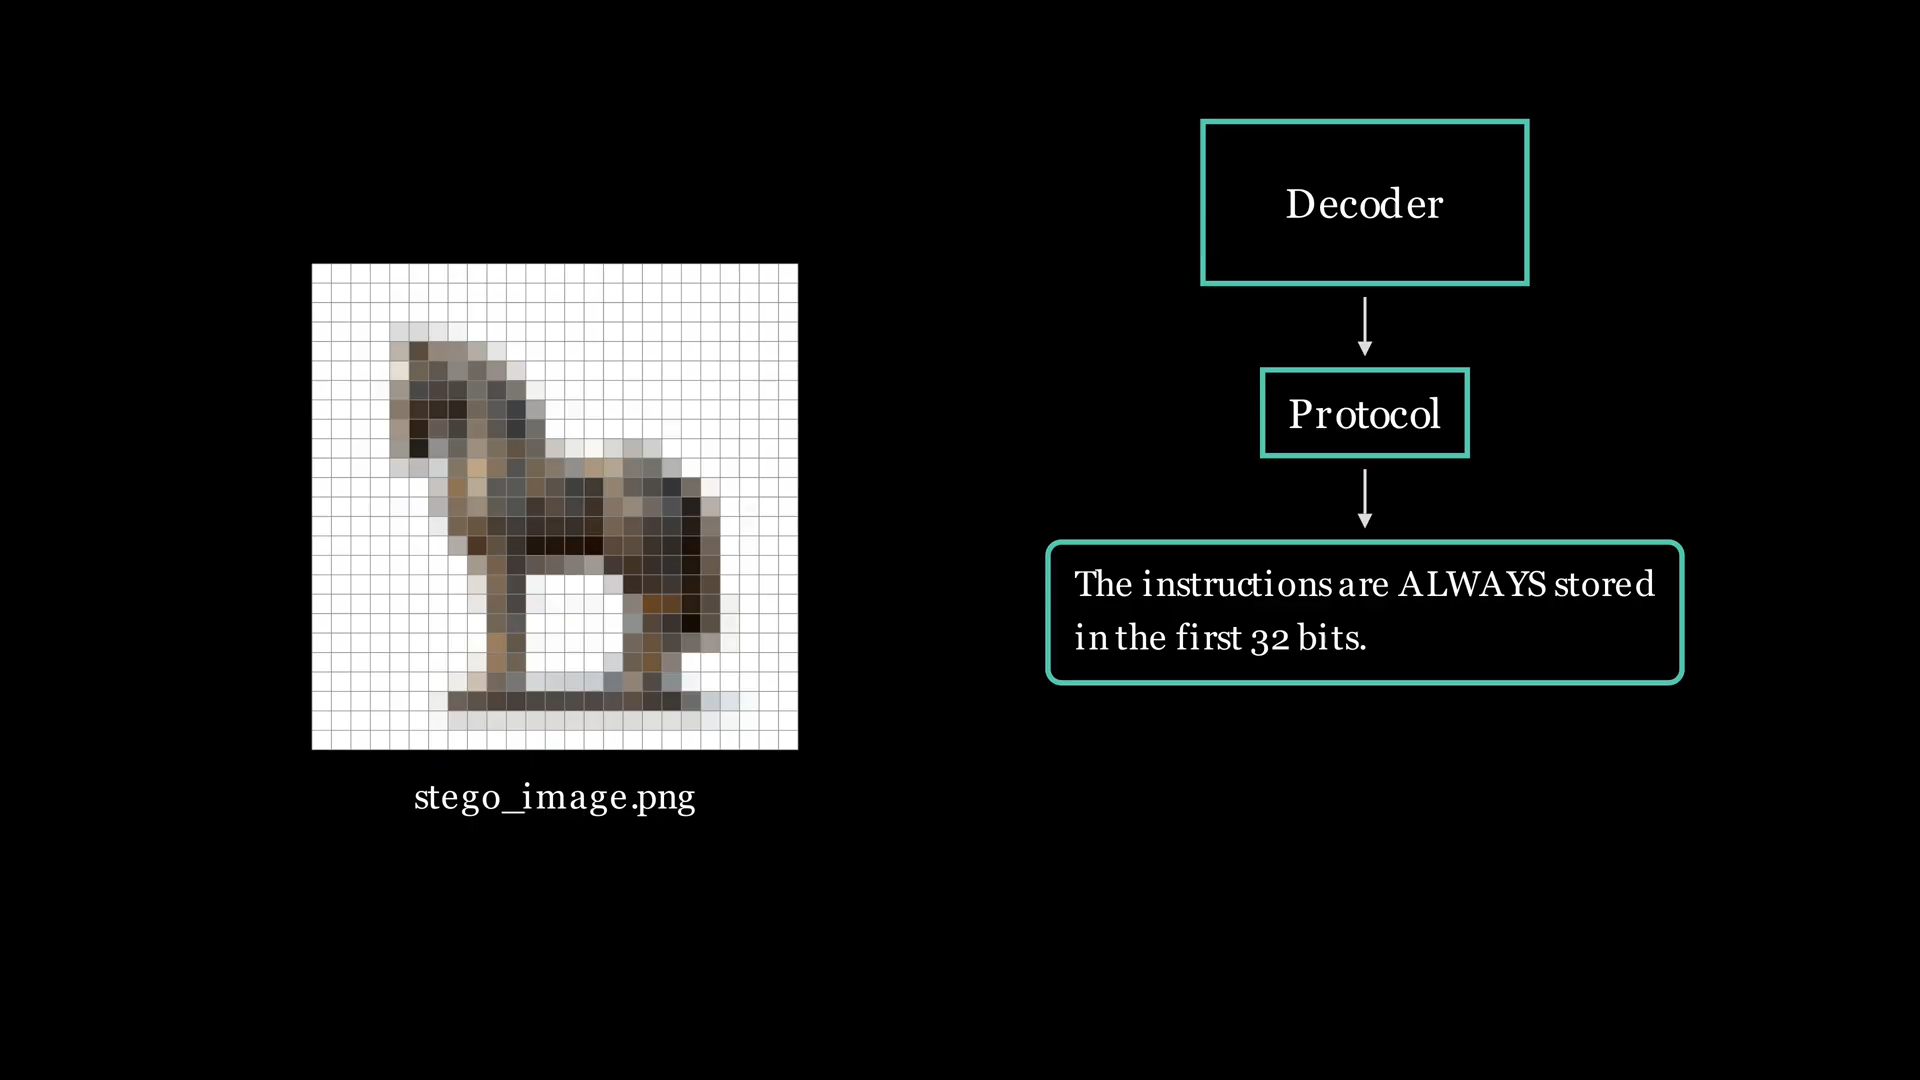 Decoder
Protocol
The instructions are ALWAYS stored
in the first 32 bits.
stego_image.png